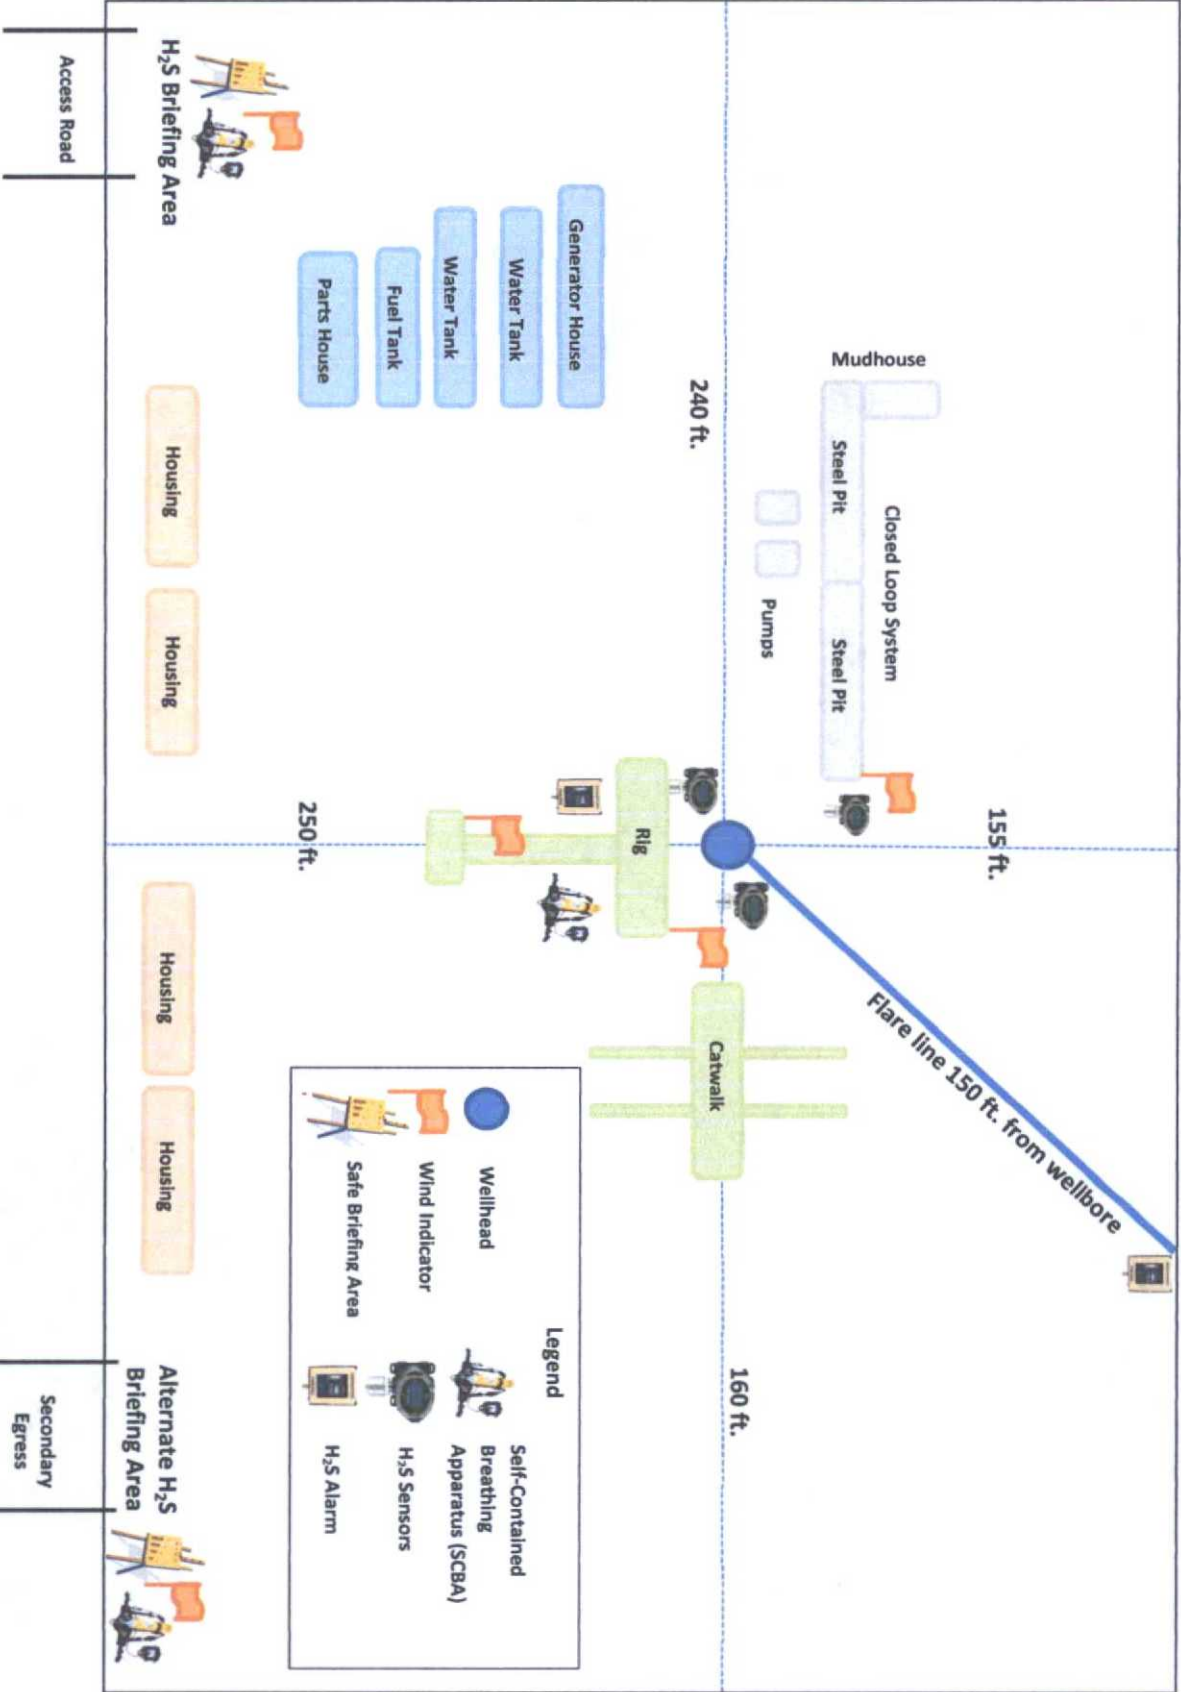 155 ft.
Mudhouse
Closed Loop System
Steel Pit
Steel Pit
Pumps
Flare line 150 ft. from wellbore
240 ft.
160 ft.
Generator House
Water Tank
Water Tank
Fuel Tank
Parts House
Rig
Catwalk
250 ft.
H₂S Briefing Area
Access Road
Housing
Housing
Housing
Housing
Legend
Wellhead
Wind Indicator
Safe Briefing Area
Self-Contained
Breathing
Apparatus (SCBA)
H₂S Sensors
H₂S Alarm
Alternate H₂S
Briefing Area
Secondary
Egress